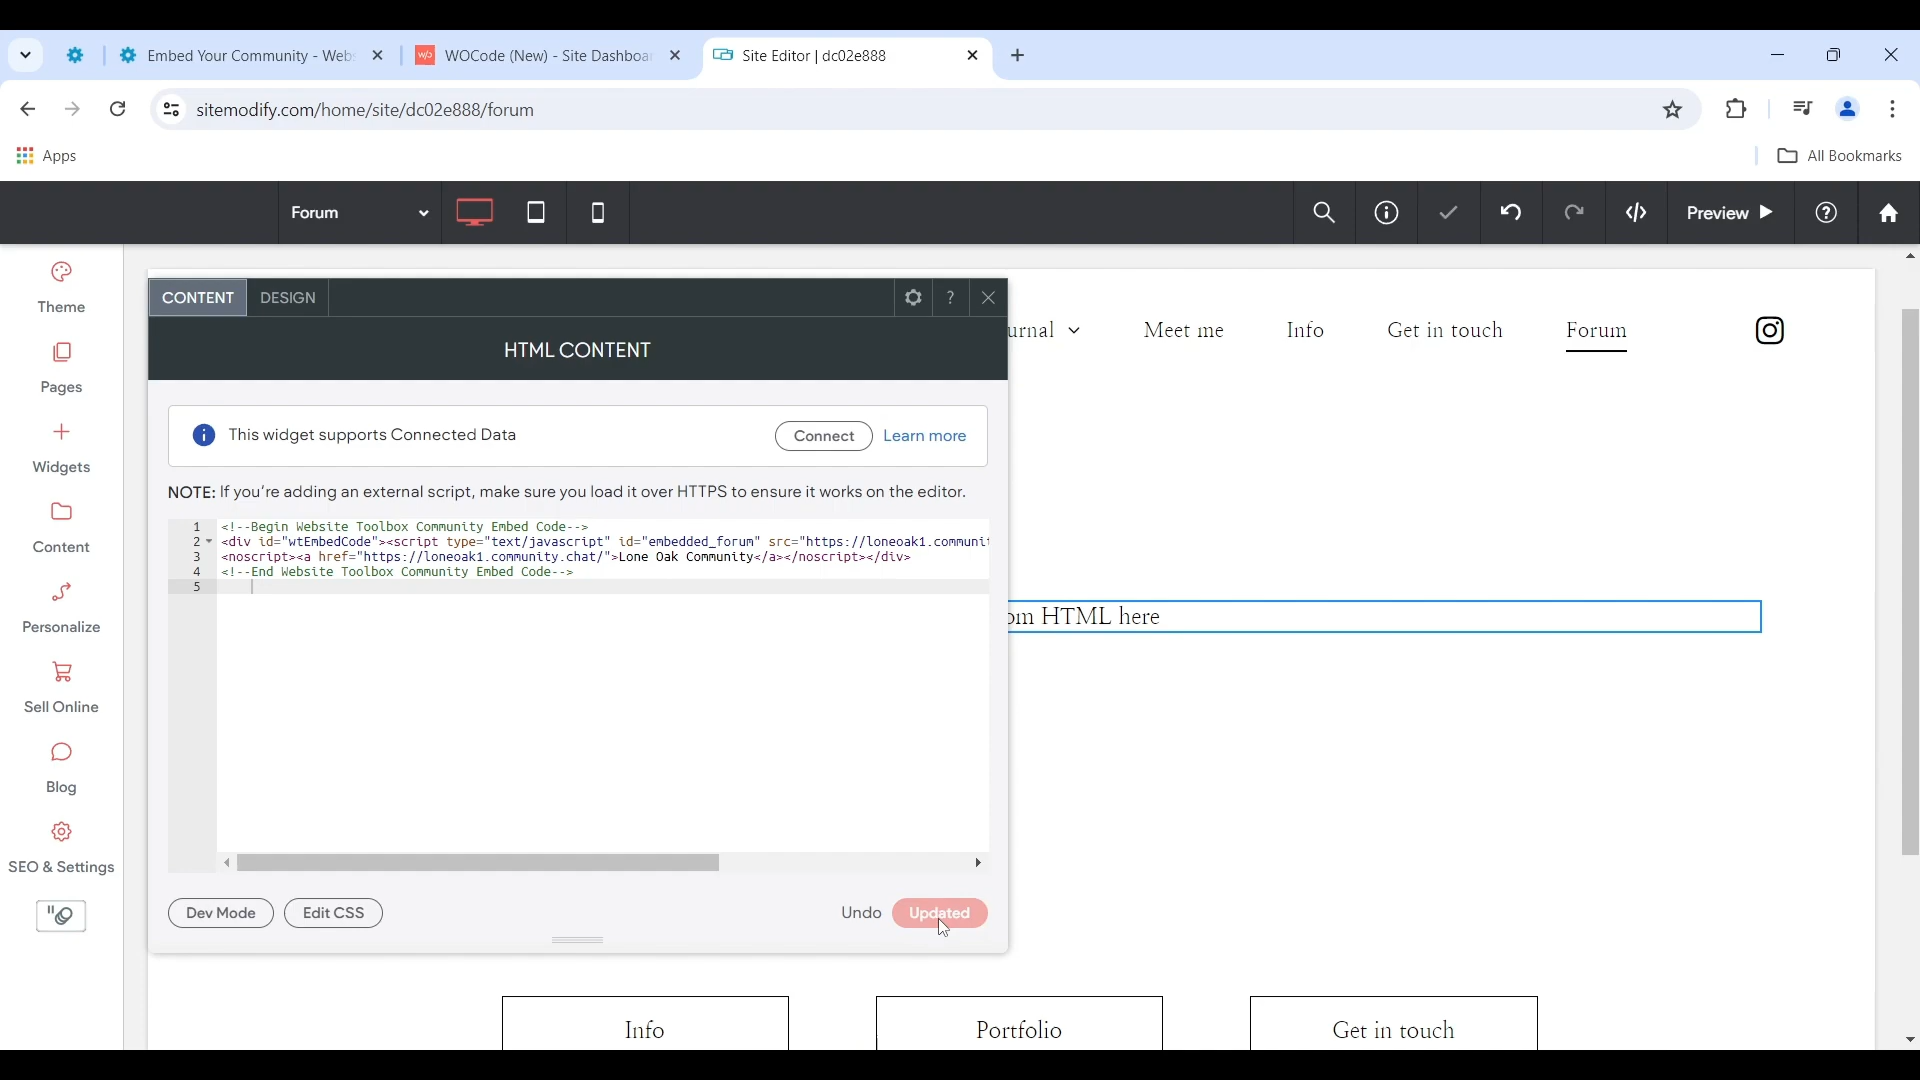 Embed Your Community - Web
WOCode (New) - Site Dashboa
Site Editor | dc02e888
sitemodify.com/home/site/dc02e888/forum
Apps
All Bookmarks
Forum
Preview
CONTENT
DESIGN
?
HTML CONTENT
urnal
Meet me
Info
Get in touch
Forum
This widget supports Connected Data
Connect
Learn more
NOTE: If you're adding an external script, make sure you load it over HTTPS to ensure it works on the editor.
1 <!--Begin Website Toolbox Community Embed Code-->
2 <div id="wtEmbedCode"><script type="text/javascript" id="embedded_forum" src="https://loneoak1.communit
3 <noscript><a href="https://loneoak1.community.chat/">Lone Oak Community</a></noscript></div>
4 <!--End Website Toolbox Community Embed Code-->
5
om HTML here
Dev Mode
Edit CSS
Undo
Updated
Theme
Pages
Widgets
Content
Personalize
Sell Online
Blog
SEO & Settings
Info
Portfolio
Get in touch